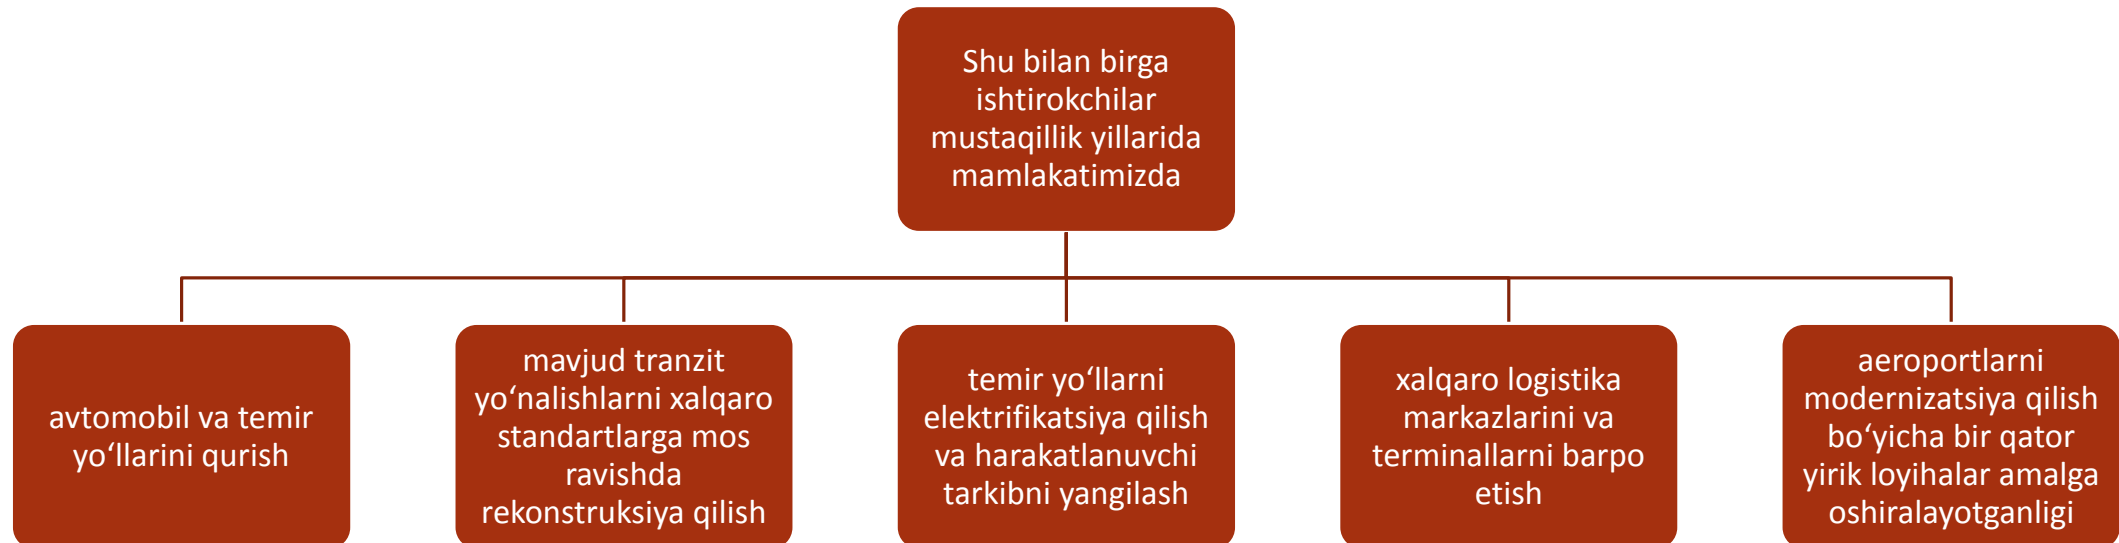 Shu bilan birga
ishtirokchilar
mustaqillik yillarida
mamlakatimizda
avtomobil va temir
yo‘llarini qurish
mavjud tranzit
yo‘nalishlarni xalqaro
standartlarga mos
ravishda
rekonstruksiya qilish
temir yo‘llarni
elektrifikatsiya qilish
va harakatlanuvchi
tarkibni yangilash
xalqaro logistika
markazlarini va
terminallarni barpo
etish
aeroportlarni
modernizatsiya qilish
bo‘yicha bir qator
yirik loyihalar amalga
oshiralayotganligi